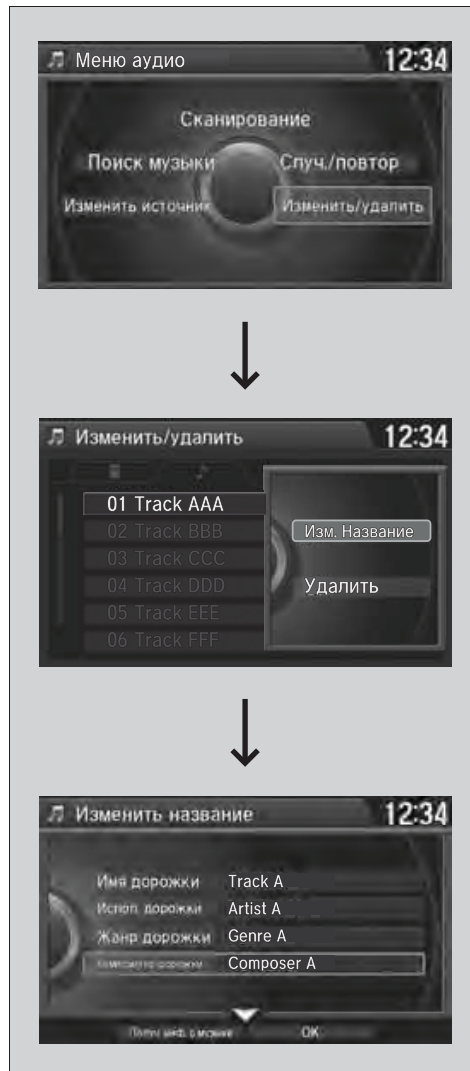 Меню аудио 12:34
Сканирование
Поиск музыки Случ./повтор
Изменить источник Изменить/удалить
Изменить/удалить 12:34
01 Track AAA
02 Track BBB Изм. Название
03 Track CCC
04 Track DDD Удалить
05 Track EEE
06 Track FFF
Изменить название 12:34
Имя дорожки Track A
Испол. дорожки Artist A
Жанр дорожки Genre A
дорожки Composer A
OK